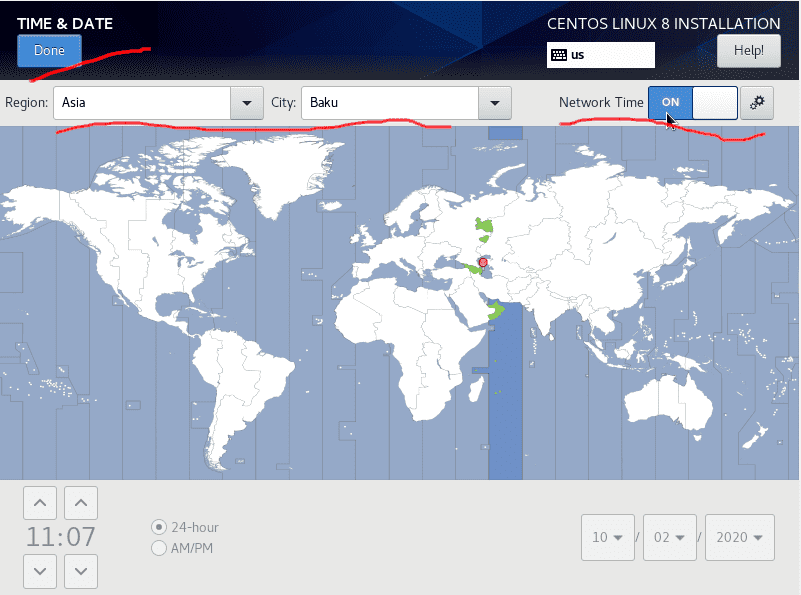 TIME & DATE
CENTOS LINUX 8 INSTALLATION
Done
us
Help!
Region: Asia City: Baku Network Time ON
11:07
24-hour
AM/PM
10 / 02 / 2020